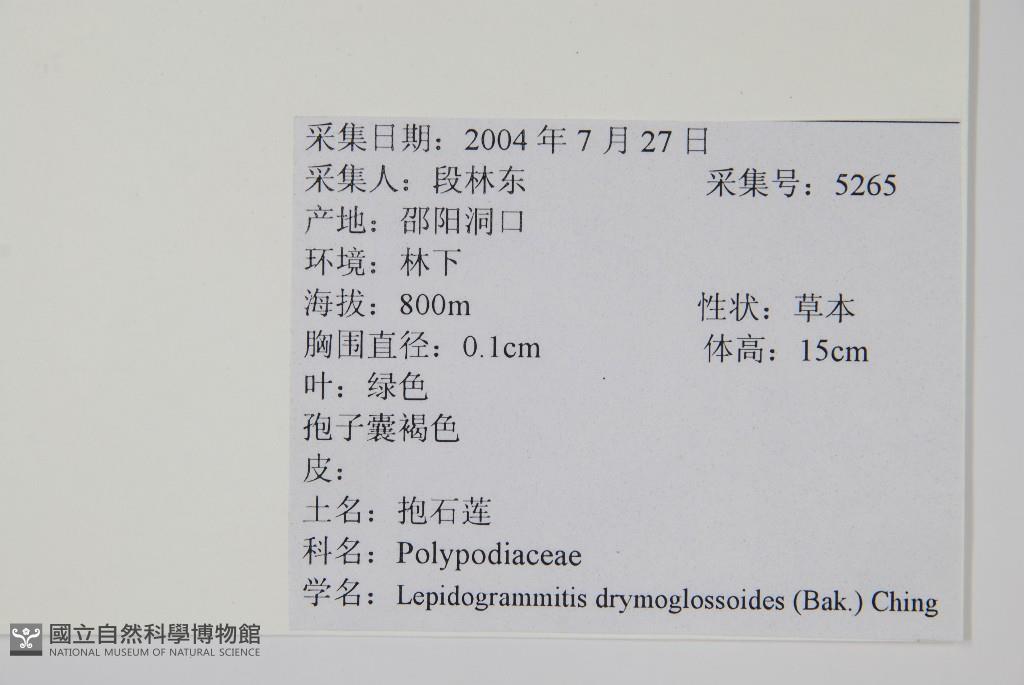 采集日期：2004 年 7 月 27 日
采集人：段林东 采集号：5265
产地：邵阳洞口
环境：林下
海拔：800m 性状：草本
胸围直径：0.1cm 体高：15cm
叶：绿色
孢子囊褐色
皮：
土名：抱石莲
科名：Polypodiaceae
学名：Lepidogrammitis drymoglossoides (Bak.) Ching
國立自然科學博物館
NATIONAL MUSEUM OF NATURAL SCIENCE